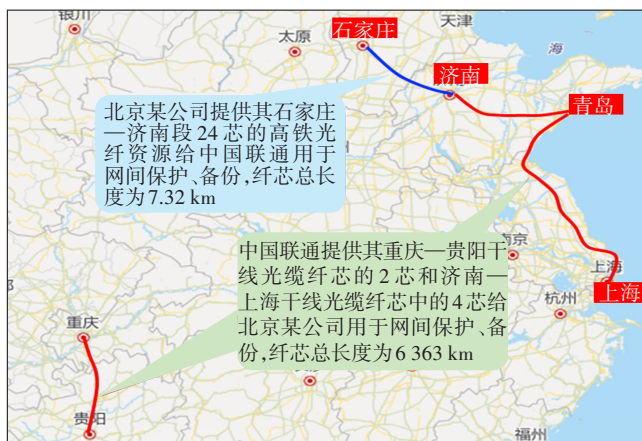 银川
太原
石家庄
天津
海
济南
青岛
北京某公司提供其石家庄
—济南段24芯的高铁光
纤资源给中国联通用于
网间保护、备份,纤芯总长
度为7.32 km
中国联通提供其重庆—贵阳干
线光缆纤芯的2芯和济南—
上海干线光缆纤芯中的4芯给
北京某公司用于网间保护、备
份,纤芯总长度为6 363 km
南京
上海
上海
杭州
重庆
贵阳
福州